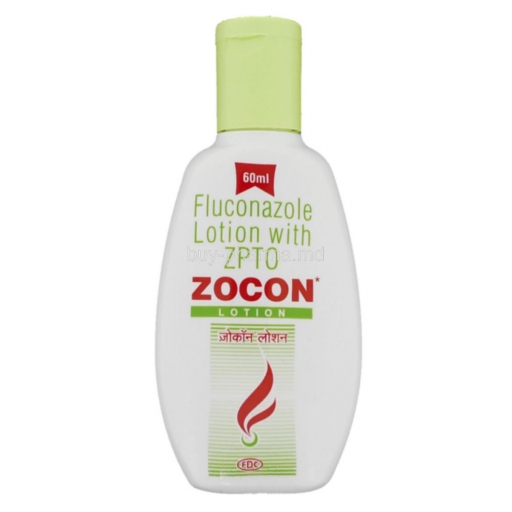 60ml
Fluconazole
Lotion with
ZPTO
ZOCON®
LOTION
ज़ोकॉन लोशन
FDC